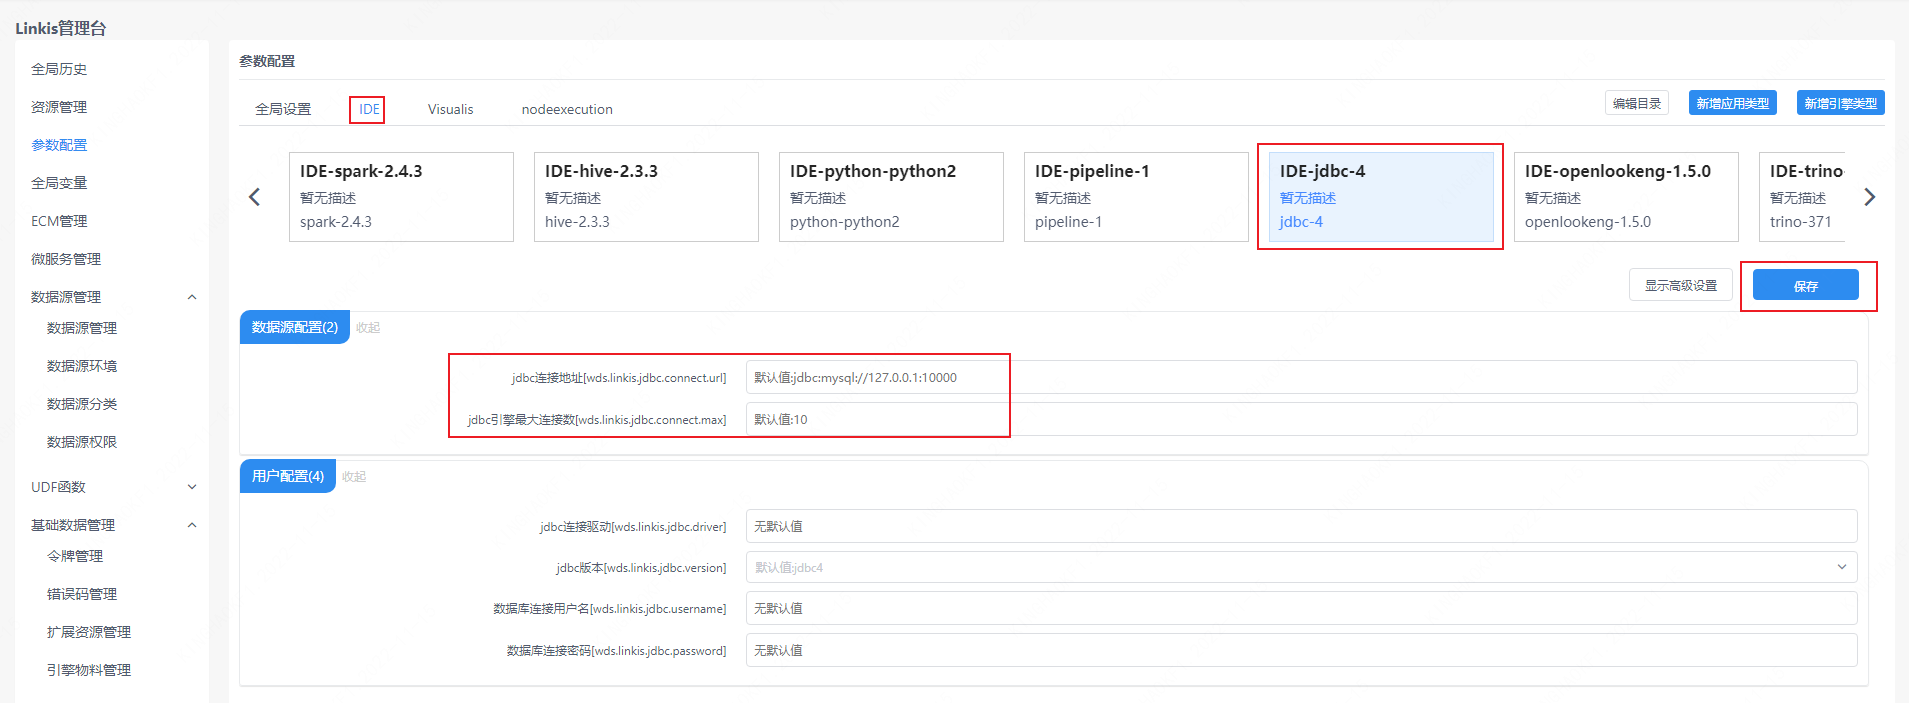 Linkis管理台
全局历史
资源管理
参数配置
全局变量
ECM管理
微服务管理
数据源管理
数据源管理
数据源环境
数据源分类
数据源权限
UDF函数
基础数据管理
令牌管理
错误码管理
扩展资源管理
引擎物料管理
参数配置
全局设置 IDE Visualis nodeexecution 编辑目录 新增应用类型 新增引擎类型
IDE-spark-2.4.3
暂无描述
spark-2.4.3
IDE-hive-2.3.3
暂无描述
hive-2.3.3
IDE-python-python2
暂无描述
python-python2
IDE-pipeline-1
暂无描述
pipeline-1
IDE-jdbc-4
暂无描述
jdbc-4
IDE-openlookeng-1.5.0
暂无描述
openlookeng-1.5.0
IDE-trino-
暂无描述
trino-371
显示高级设置 保存
数据源配置(2) 收起
jdbc连接地址[wds.linkis.jdbc.connect.url] 默认值:jdbc:mysql://127.0.0.1:10000
jdbc引擎最大连接数[wds.linkis.jdbc.connect.max] 默认值:10
用户配置(4) 收起
jdbc连接驱动[wds.linkis.jdbc.driver] 无默认值
jdbc版本[wds.linkis.jdbc.version] 默认值:jdbc4
数据库连接用户名[wds.linkis.jdbc.username] 无默认值
数据库连接密码[wds.linkis.jdbc.password] 无默认值